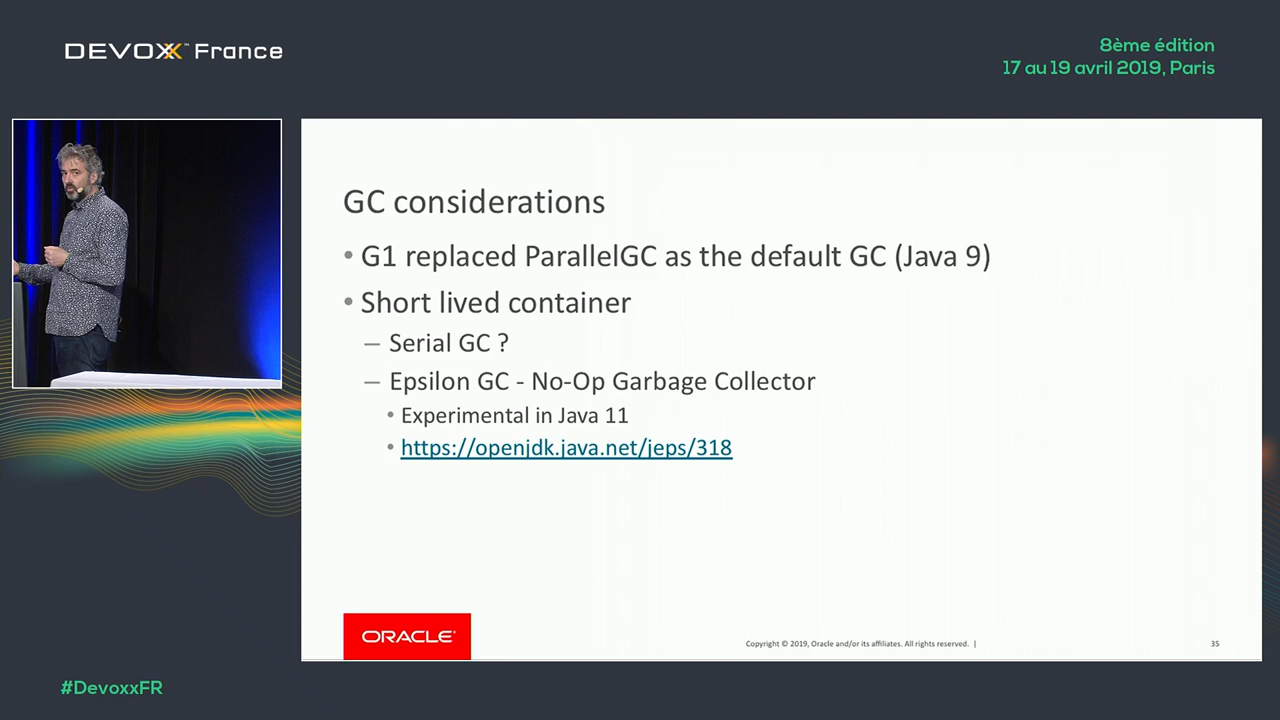 DEVOXX™ France
8ème édition
17 au 19 avril 2019, Paris
GC considerations
• G1 replaced ParallelGC as the default GC (Java 9)
• Short lived container
– Serial GC ?
– Epsilon GC - No-Op Garbage Collector
• Experimental in Java 11
• https://openjdk.java.net/jeps/318
ORACLE®
Copyright © 2019, Oracle and/or its affiliates. All rights reserved. |
35
#DevoxxFR